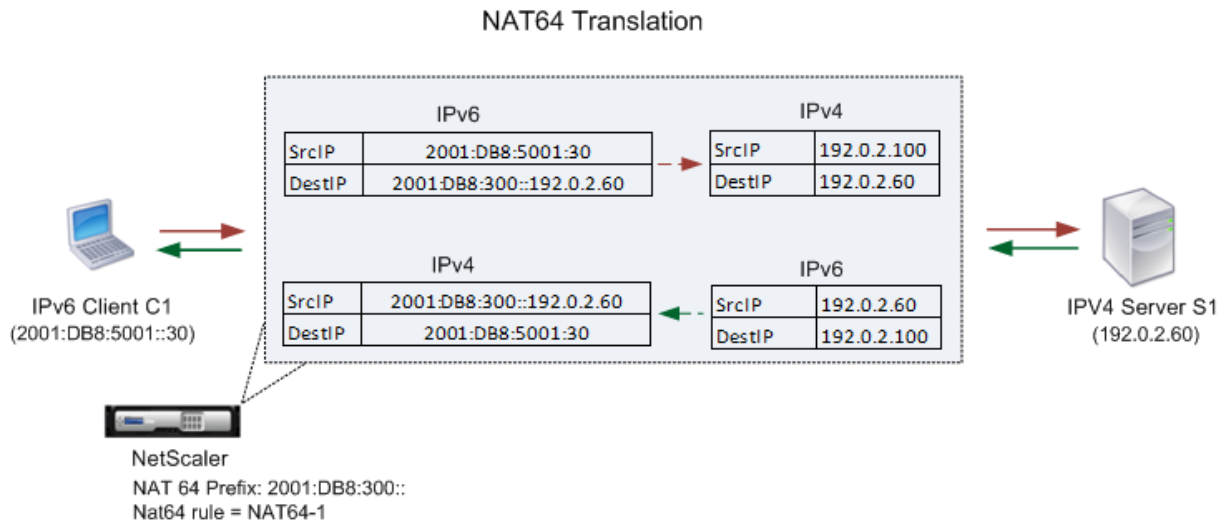 NAT64 Translation
IPv6
SrcIP 2001:DB8:5001:30
DestIP 2001:DB8:300::192.0.2.60
IPv4
SrcIP 192.0.2.100
DestIP 192.0.2.60
IPv4
SrcIP 2001:DB8:300::192.0.2.60
DestIP 2001:DB8:5001:30
IPv6
SrcIP 192.0.2.60
DestIP 192.0.2.100
IPv6 Client C1
(2001:DB8:5001::30)
IPV4 Server S1
(192.0.2.60)
NetScaler
NAT 64 Prefix: 2001:DB8:300::
Nat64 rule = NAT64-1